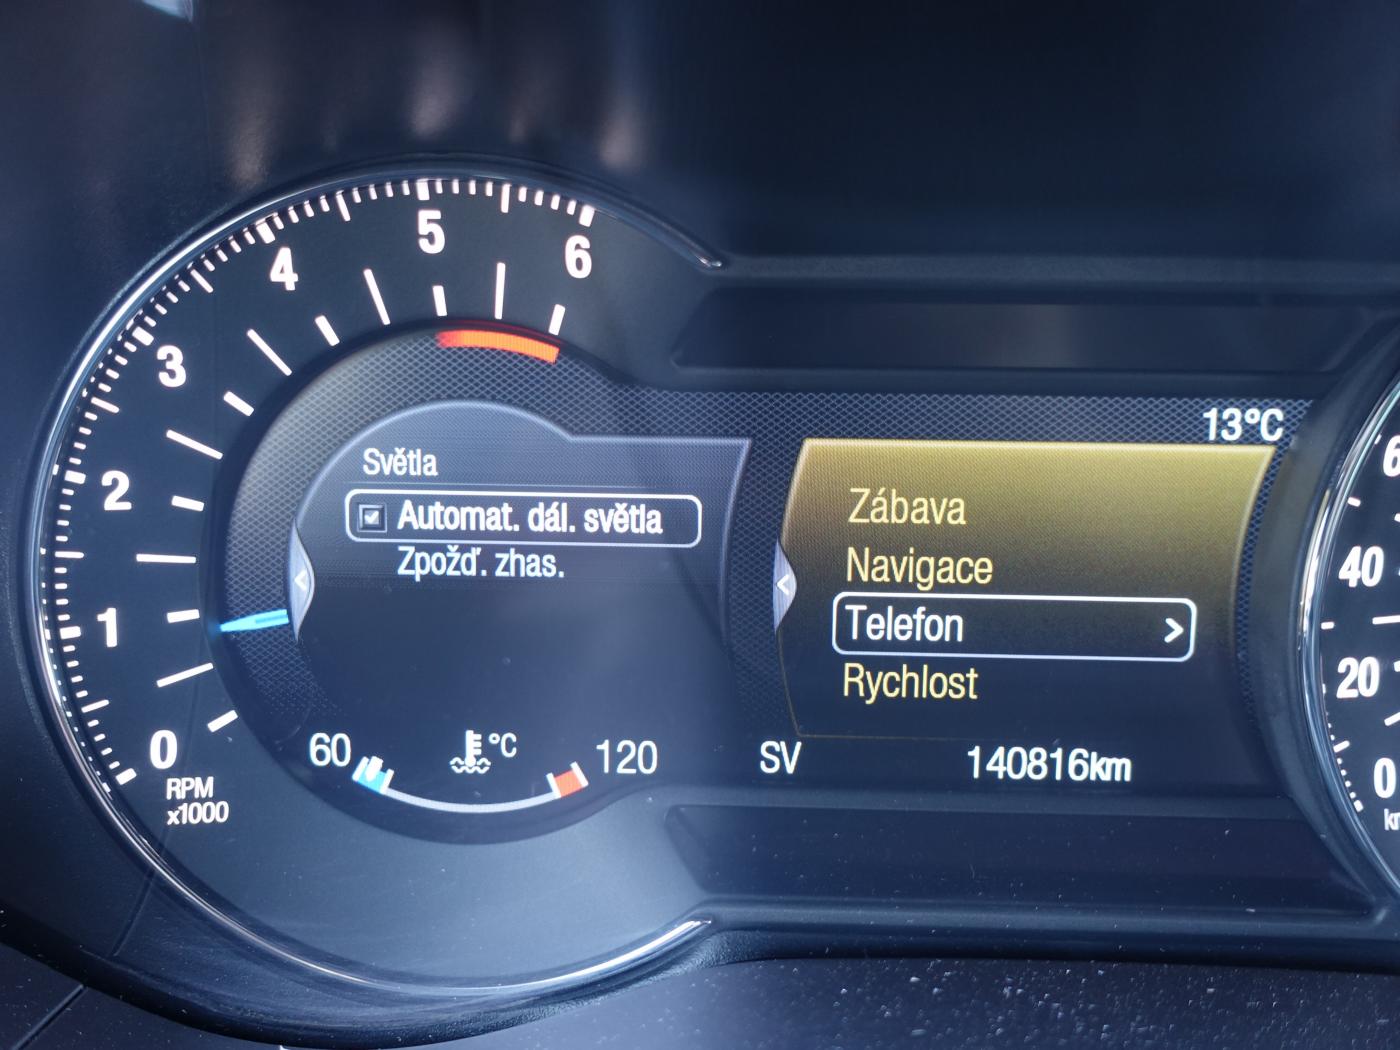 6
5
4
3
2
1
0
RPM
x1000
Světla
Automat. dál. světla
Zpožď. zhas.
60
°C
120
13°C
Zábava
Navigace
Telefon
Rychlost
SV
140816km
40
20
0